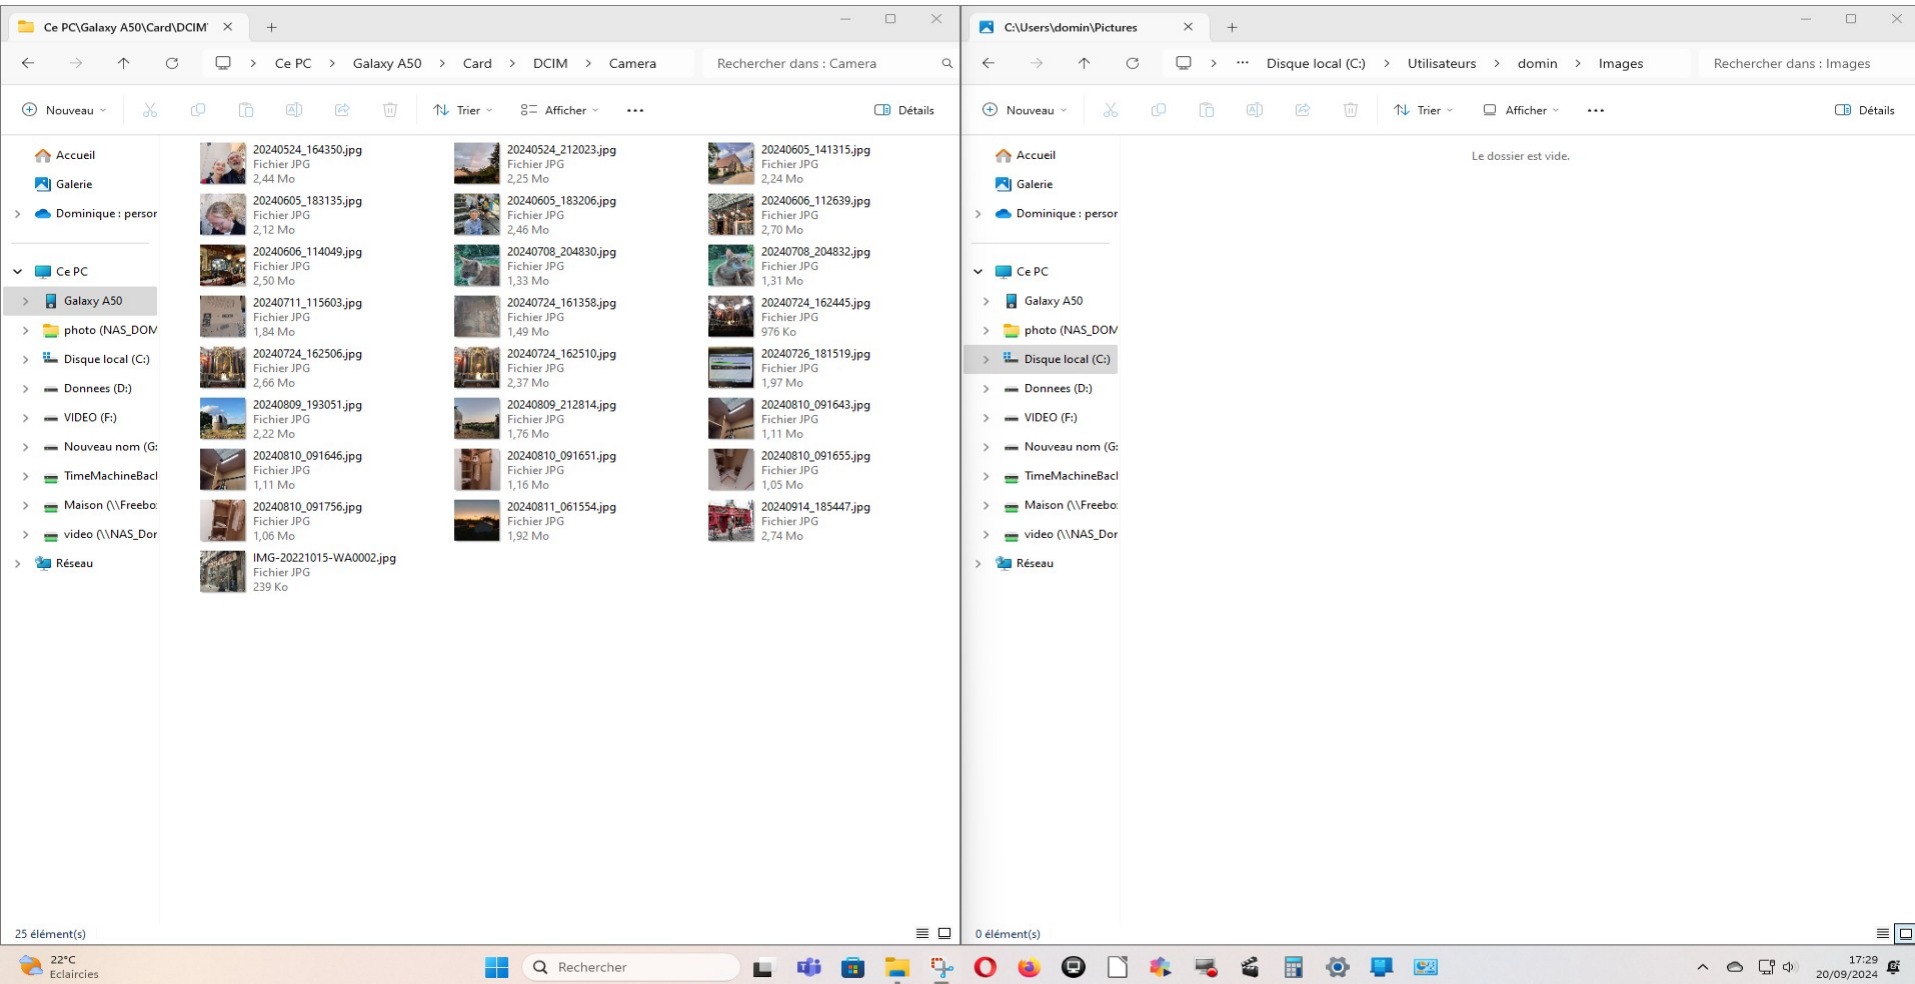 Ce PC\Galaxy A50\Card\DCIM\
Ce PC > Galaxy A50 > Card > DCIM > Camera
Rechercher dans : Camera
Nouveau
Trier
Afficher
Détails
Accueil
Galerie
Dominique : persor
Ce PC
Galaxy A50
photo (NAS_DOM
Disque local (C:)
Donnees (D:)
VIDEO (F:)
Nouveau nom (G:
TimeMachineBacl
Maison (\\Freebo:
video (\\NAS_Dor
Réseau
20240524_164350.jpg
Fichier JPG
2,44 Mo
20240524_212023.jpg
Fichier JPG
2,25 Mo
20240605_141315.jpg
Fichier JPG
2,24 Mo
20240605_183135.jpg
Fichier JPG
2,12 Mo
20240605_183206.jpg
Fichier JPG
2,46 Mo
20240606_112639.jpg
Fichier JPG
2,70 Mo
20240606_114049.jpg
Fichier JPG
2,50 Mo
20240708_204830.jpg
Fichier JPG
1,33 Mo
20240708_204832.jpg
Fichier JPG
1,31 Mo
20240711_115603.jpg
Fichier JPG
1,84 Mo
20240724_161358.jpg
Fichier JPG
1,49 Mo
20240724_162445.jpg
Fichier JPG
976 Ko
20240724_162506.jpg
Fichier JPG
2,66 Mo
20240724_162510.jpg
Fichier JPG
2,37 Mo
20240726_181519.jpg
Fichier JPG
1,97 Mo
20240809_193051.jpg
Fichier JPG
2,22 Mo
20240809_212814.jpg
Fichier JPG
1,76 Mo
20240810_091643.jpg
Fichier JPG
1,11 Mo
20240810_091646.jpg
Fichier JPG
1,11 Mo
20240810_091651.jpg
Fichier JPG
1,16 Mo
20240810_091655.jpg
Fichier JPG
1,05 Mo
20240810_091756.jpg
Fichier JPG
1,06 Mo
20240811_061554.jpg
Fichier JPG
1,92 Mo
20240914_185447.jpg
Fichier JPG
2,74 Mo
IMG-20221015-WA0002.jpg
Fichier JPG
239 Ko
25 élément(s)
C:\Users\domin\Pictures
Disque local (C:) > Utilisateurs > domin > Images
Rechercher dans : Images
Nouveau
Trier
Afficher
Détails
Accueil
Galerie
Dominique : persor
Ce PC
Galaxy A50
photo (NAS_DOM
Disque local (C:)
Donnees (D:)
VIDEO (F:)
Nouveau nom (G:
TimeMachineBacl
Maison (\\Freebo:
video (\\NAS_Dor
Réseau
Le dossier est vide.
0 élément(s)
22°C
Eclaircies
Rechercher
17:29
20/09/2024